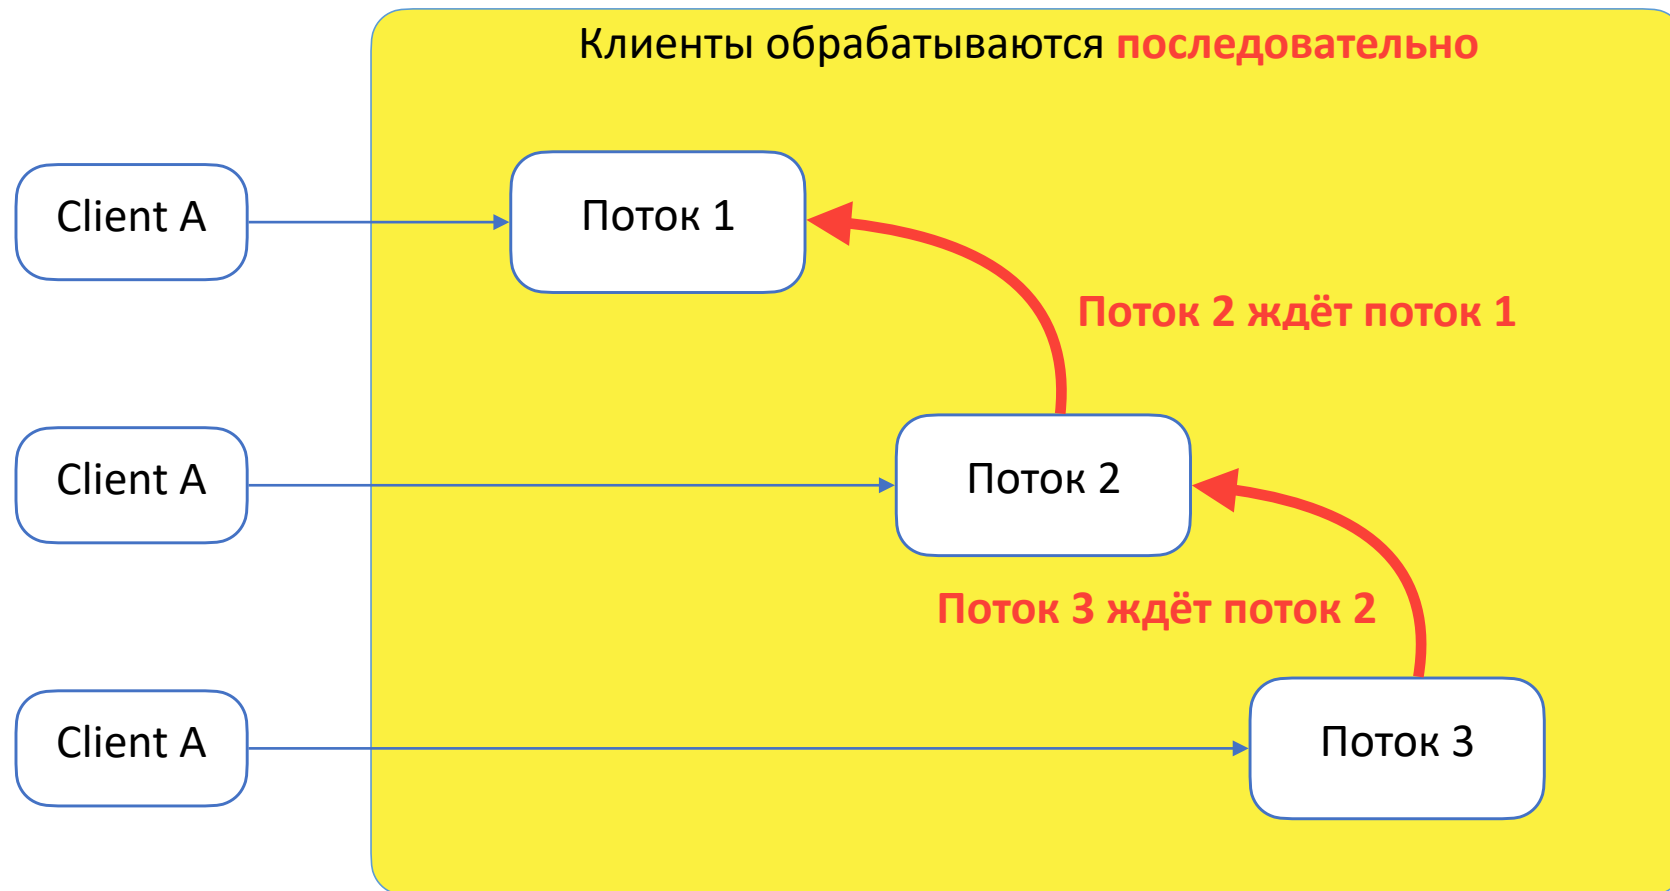 Клиенты обрабатываются последовательно
Client A
Поток 1
Поток 2 ждёт поток 1
Client A
Поток 2
Поток 3 ждёт поток 2
Client A
Поток 3